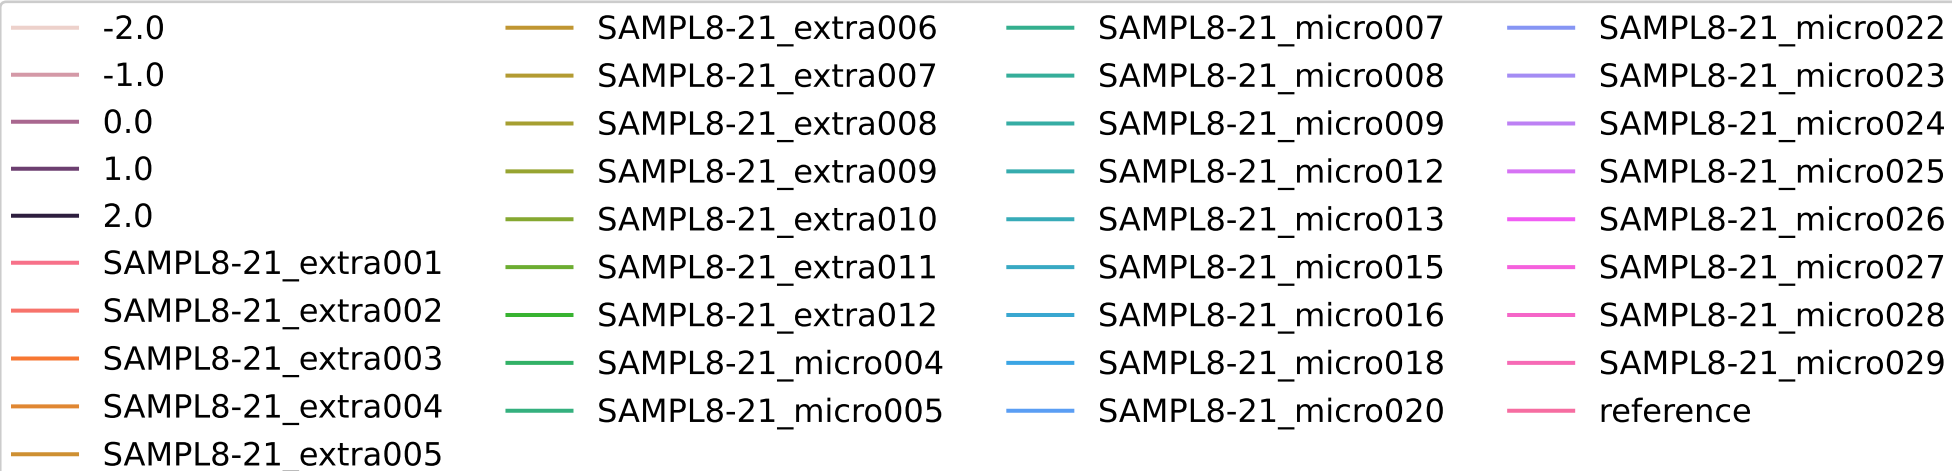 -2.0
-1.0
0.0
1.0
2.0
SAMPL8-21_extra001
SAMPL8-21_extra002
SAMPL8-21_extra003
SAMPL8-21_extra004
SAMPL8-21_extra005
SAMPL8-21_extra006
SAMPL8-21_extra007
SAMPL8-21_extra008
SAMPL8-21_extra009
SAMPL8-21_extra010
SAMPL8-21_extra011
SAMPL8-21_extra012
SAMPL8-21_micro004
SAMPL8-21_micro005
SAMPL8-21_micro007
SAMPL8-21_micro008
SAMPL8-21_micro009
SAMPL8-21_micro012
SAMPL8-21_micro013
SAMPL8-21_micro015
SAMPL8-21_micro016
SAMPL8-21_micro018
SAMPL8-21_micro020
SAMPL8-21_micro022
SAMPL8-21_micro023
SAMPL8-21_micro024
SAMPL8-21_micro025
SAMPL8-21_micro026
SAMPL8-21_micro027
SAMPL8-21_micro028
SAMPL8-21_micro029
reference